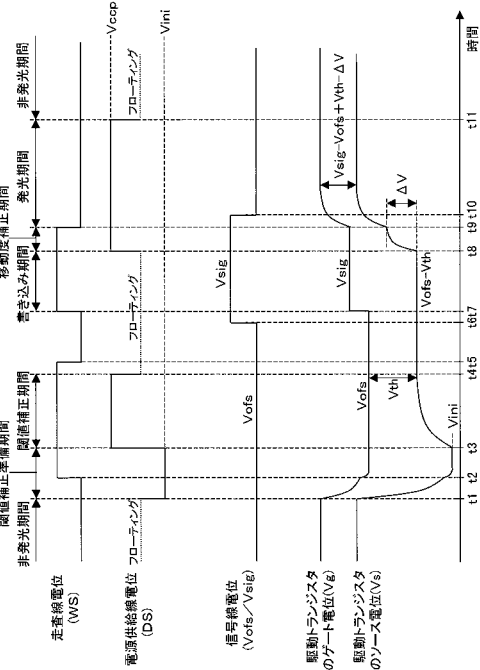 非発光期間
閾値補正準備期間
閾値補正期間
書き込み期間
移動度補正期間
発光期間
非発光期間
走査線電位
(WS)
電源供給線電位
(DS)
フローティング
フローティング
フローティング
Vccp
Vini
信号線電位
(Vofs/Vsig)
Vofs
Vsig
駆動トランジスタ
のゲート電位(Vg)
Vofs
Vsig
Vsig-Vofs+Vth-ΔV
駆動トランジスタ
のソース電位(Vs)
Vth
Vini
Vofs-Vth
ΔV
t1
t2
t3
t4
t5
t6
t7
t8
t9
t10
t11
時間